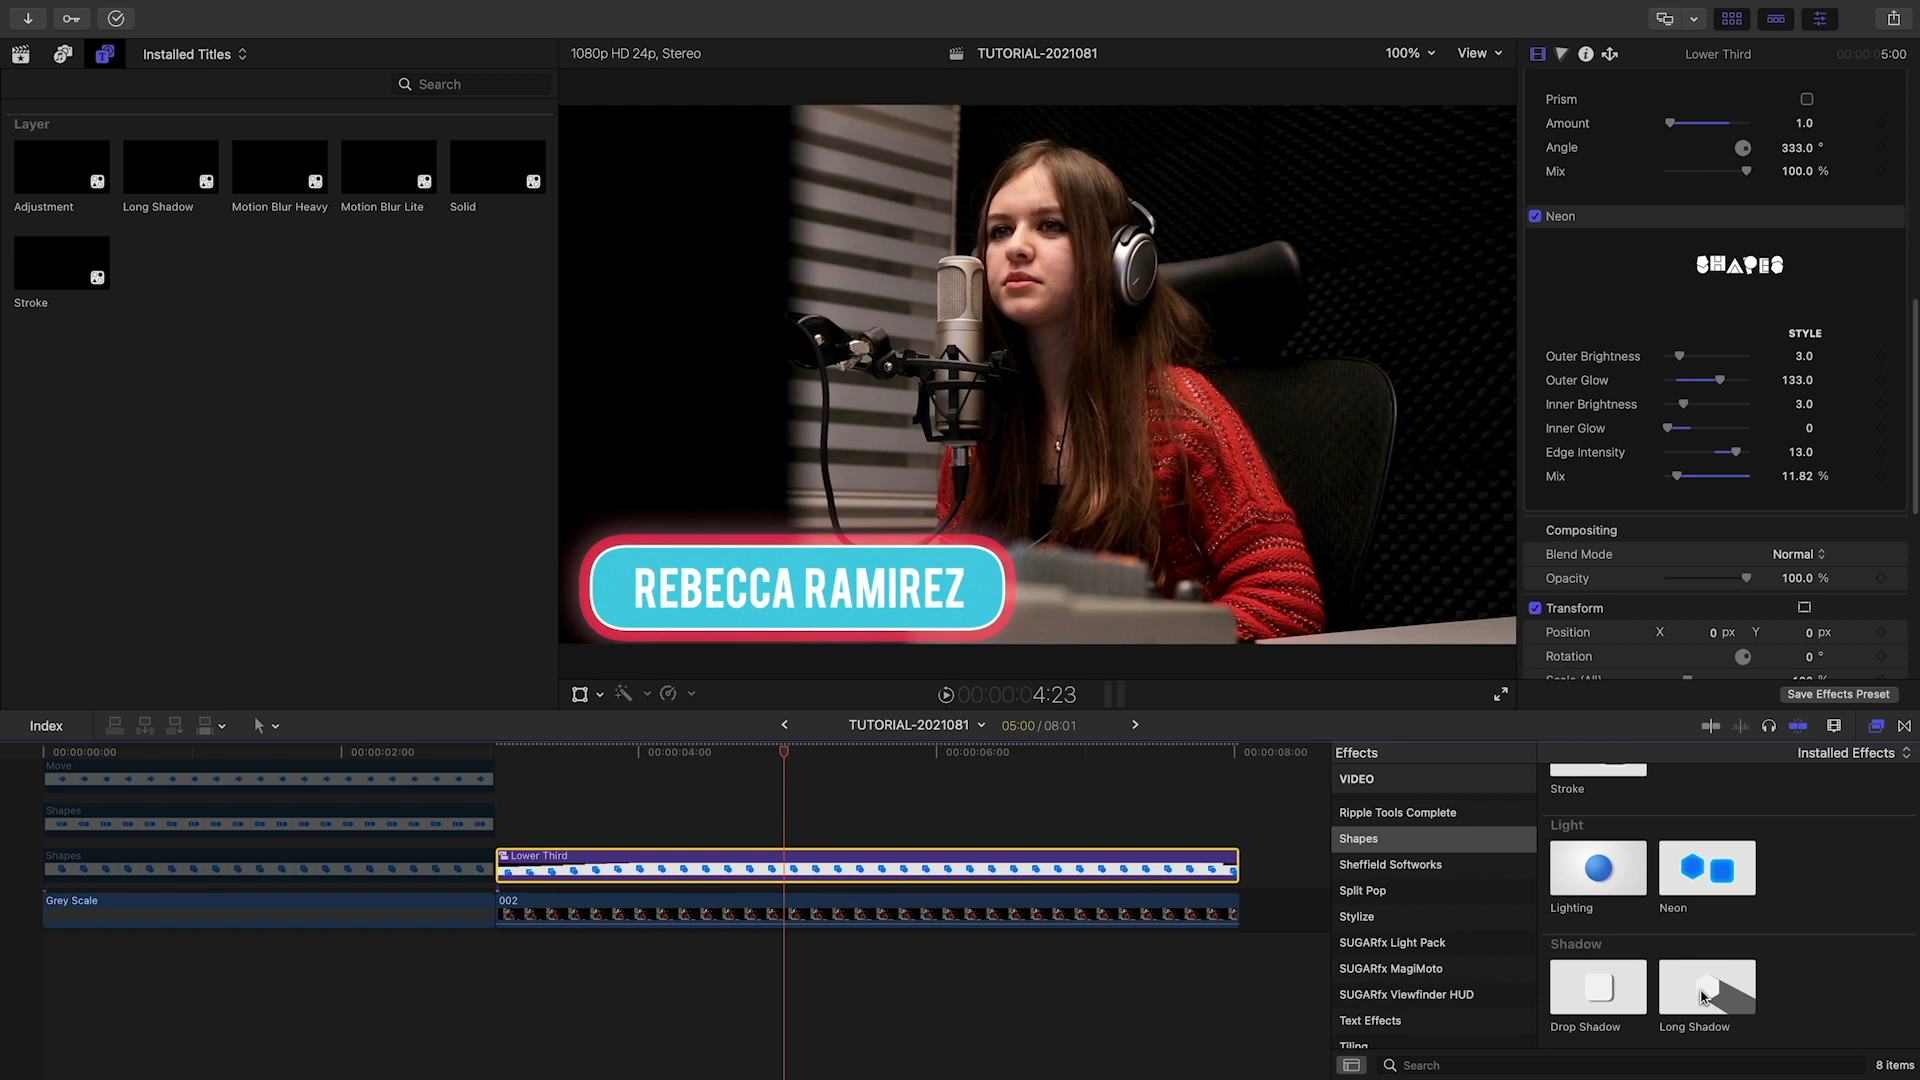 Installed Titles
1080p HD 24p, Stereo
TUTORIAL-2021081
100%
View
Lower Third
00:00:05:00
Search
Layer
Adjustment
Long Shadow
Motion Blur Heavy
Motion Blur Lite
Solid
Stroke
REBECCA RAMIREZ
Prism
Amount
1.0
Angle
333.0 °
Mix
100.0 %
Neon
SHAPES
STYLE
Outer Brightness
3.0
Outer Glow
133.0
Inner Brightness
3.0
Inner Glow
0
Edge Intensity
13.0
Mix
11.82 %
Compositing
Blend Mode
Normal
Opacity
100.0 %
Transform
Position
X
0 px
Y
0 px
Rotation
0 °
Save Effects Preset
00:00:04:23
Index
TUTORIAL-2021081
05:00 / 08:01
00:00:00:00
00:00:02:00
00:00:04:00
00:00:06:00
00:00:08:00
Move
Shapes
Shapes
Lower Third
Grey Scale
002
Effects
Installed Effects
VIDEO
Ripple Tools Complete
Shapes
Sheffield Softworks
Split Pop
Stylize
SUGARfx Light Pack
SUGARfx MagiMoto
SUGARfx Viewfinder HUD
Text Effects
Tiling
Stroke
Light
Lighting
Neon
Shadow
Drop Shadow
Long Shadow
Search
8 items